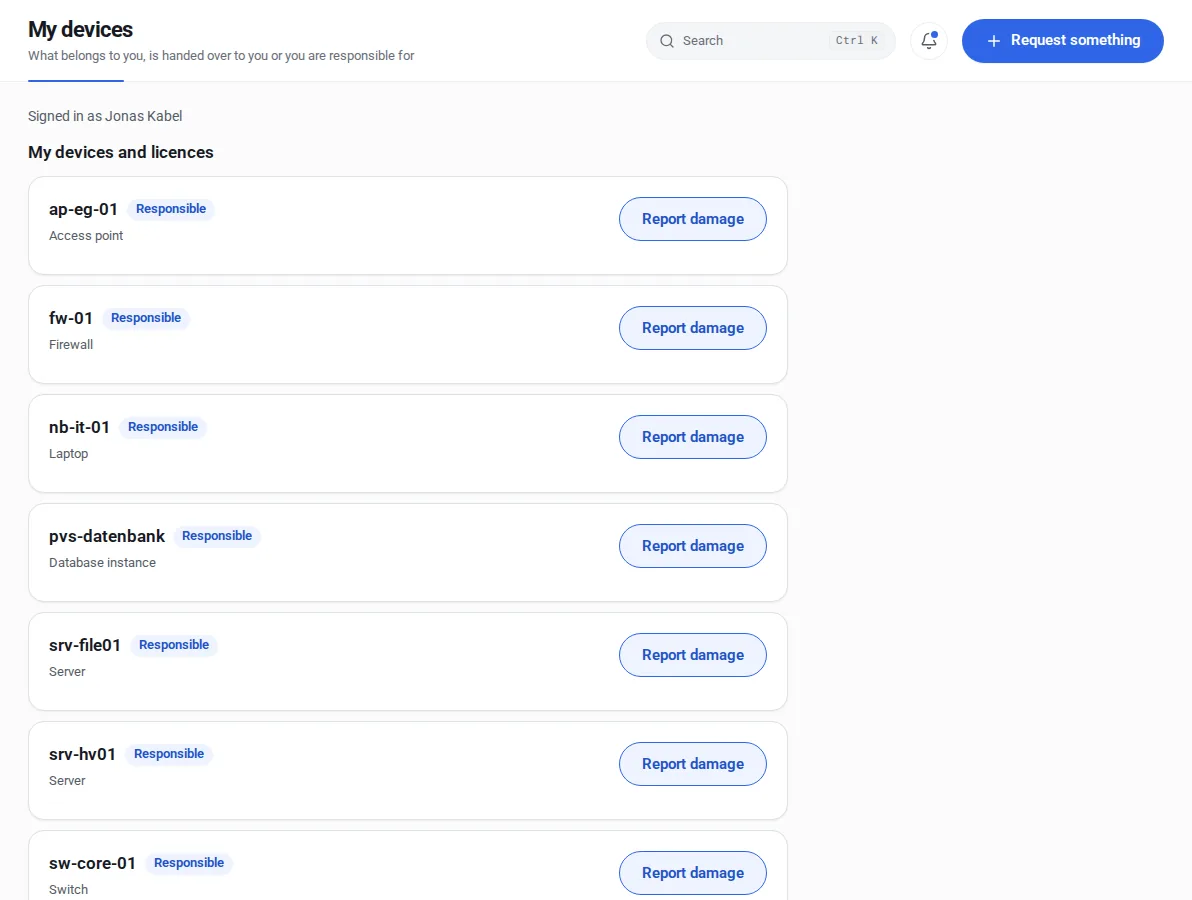 My devices
What belongs to you, is handed over to you or you are responsible for
Search
Ctrl K
Request something
Signed in as Jonas Kabel
My devices and licences
ap-eg-01 Responsible
Access point
Report damage
fw-01 Responsible
Firewall
Report damage
nb-it-01 Responsible
Laptop
Report damage
pvs-datenbank Responsible
Database instance
Report damage
srv-file01 Responsible
Server
Report damage
srv-hv01 Responsible
Server
Report damage
sw-core-01 Responsible
Switch
Report damage